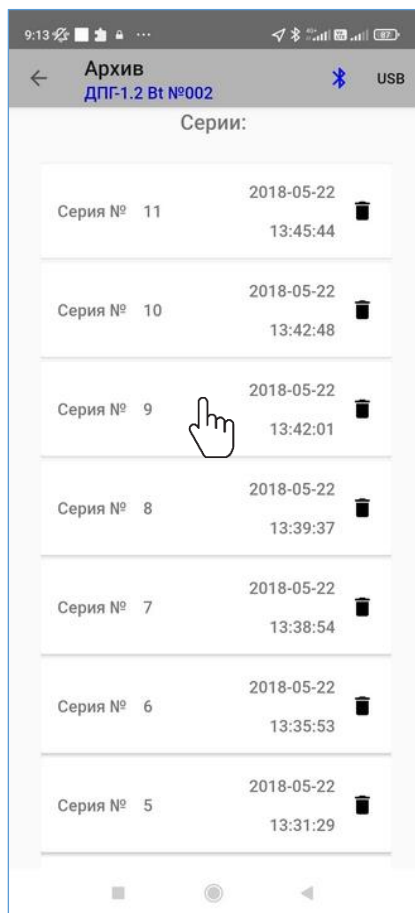 9:13
87
Архив
ДПГ-1.2 Bt №002
USB
Серии:
Серия № 11
2018-05-22
13:45:44
Серия № 10
2018-05-22
13:42:48
Серия № 9
2018-05-22
13:42:01
Серия № 8
2018-05-22
13:39:37
Серия № 7
2018-05-22
13:38:54
Серия № 6
2018-05-22
13:35:53
Серия № 5
2018-05-22
13:31:29